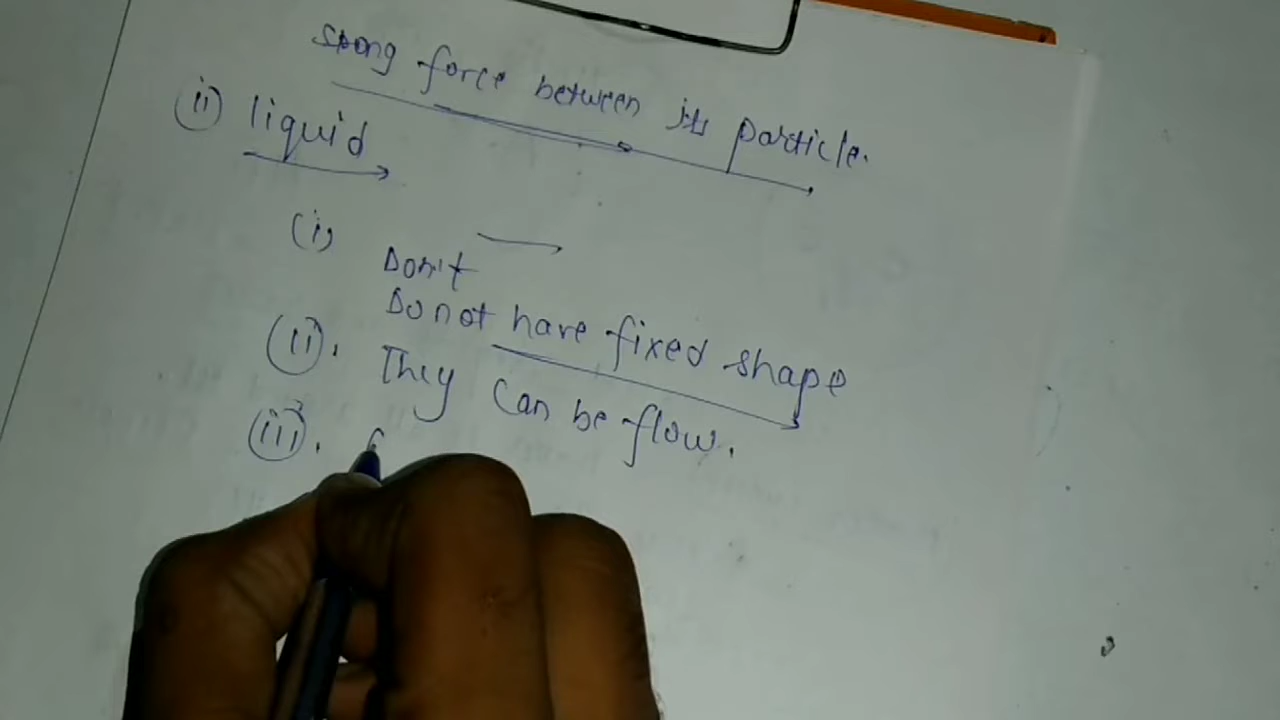 strong force between its particle.
(ii) liquid
(i) Don't
Do not have fixed shape
(ii). They can be flow.
(iii).